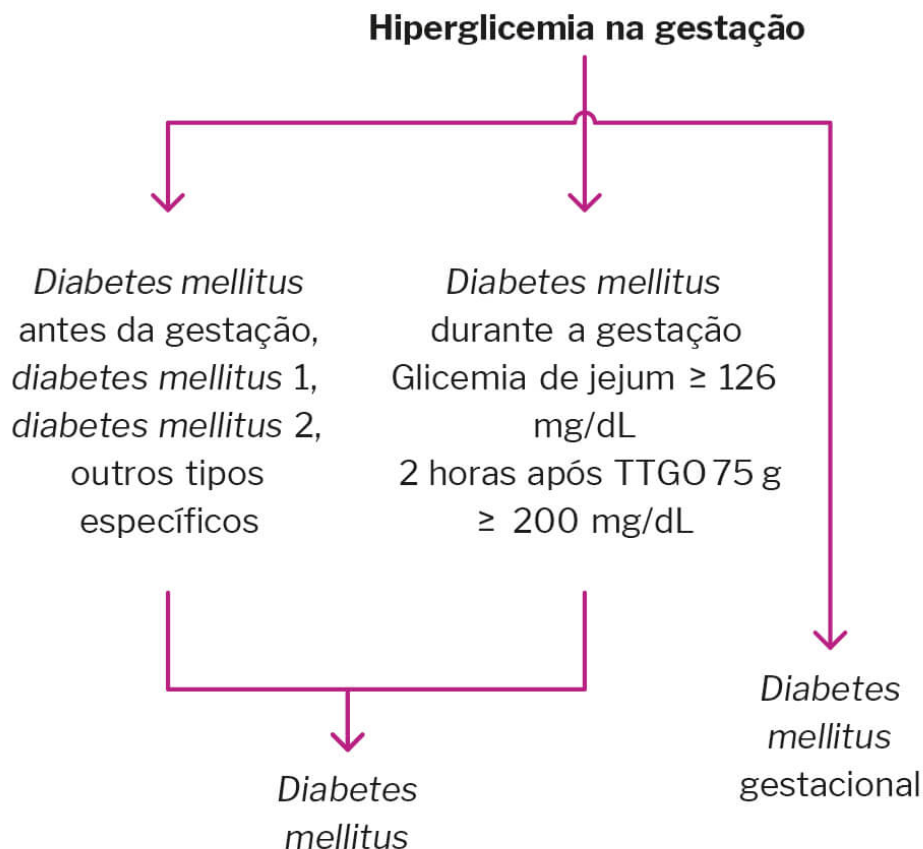 Hiperglicemia na gestação
Diabetes mellitus
antes da gestação,
diabetes mellitus 1,
diabetes mellitus 2,
outros tipos
específicos
Diabetes mellitus
durante a gestação
Glicemia de jejum ≥ 126
mg/dL
2 horas após TTGO 75 g
≥ 200 mg/dL
Diabetes
mellitus
Diabetes
mellitus
gestacional